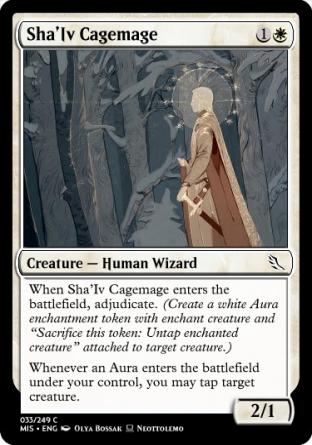 Sha'Iv Cagemage 1
Creature — Human Wizard
When Sha'Iv Cagemage enters the
battlefield, adjudicate. (Create a white Aura
enchantment token with enchant creature and
"Sacrifice this token: Untap enchanted
creature" attached to target creature.)
Whenever an Aura enters the battlefield
under your control, you may tap target
creature.
2/1
033/249 C
MIS • ENG Olya Bossak Neottolemo